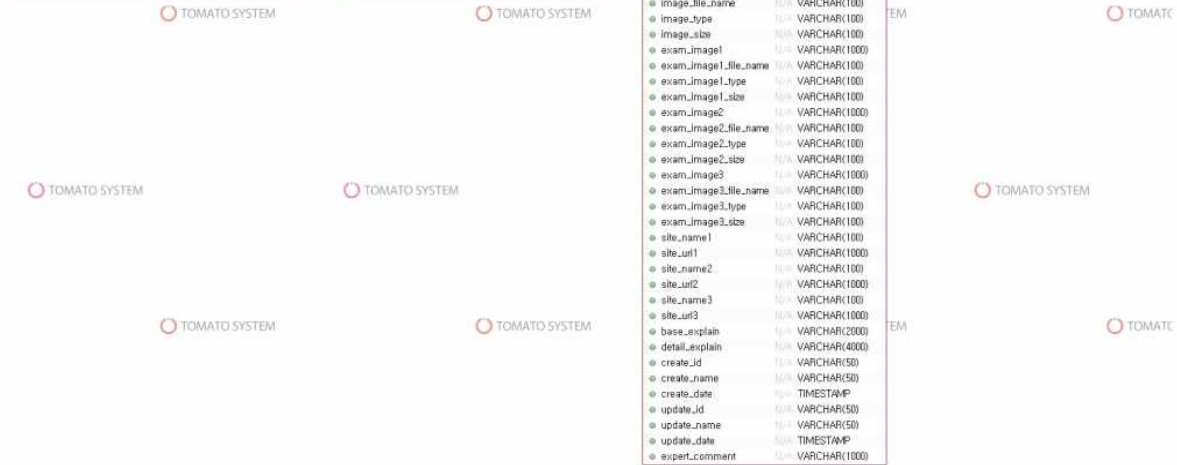 TOMATO SYSTEM
TOMATO SYSTEM
image_file_name N/A VARCHAR(100)
EM
TOMATO
image_type N/A VARCHAR(100)
image_size N/A VARCHAR(100)
exam_image1 N/A VARCHAR(1000)
exam_image1_file_name N/A VARCHAR(100)
exam_image1_type N/A VARCHAR(100)
exam_image1_size N/A VARCHAR(100)
exam_image2 N/A VARCHAR(1000)
exam_image2_file_name N/A VARCHAR(100)
exam_image2_type N/A VARCHAR(100)
exam_image2_size N/A VARCHAR(100)
exam_image3 N/A VARCHAR(1000)
TOMATO SYSTEM
TOMATO SYSTEM
exam_image3_file_name N/A VARCHAR(100)
TOMATO SYSTEM
exam_image3_type N/A VARCHAR(100)
exam_image3_size N/A VARCHAR(100)
site_name1 N/A VARCHAR(100)
site_url1 N/A VARCHAR(1000)
site_name2 N/A VARCHAR(100)
site_url2 N/A VARCHAR(1000)
site_name3 N/A VARCHAR(100)
site_url3 N/A VARCHAR(1000)
TOMATO SYSTEM
TOMATO SYSTEM
base_explain N/A VARCHAR(2000)
EM
TOMATO
detail_explain N/A VARCHAR(4000)
create_id N/A VARCHAR(50)
create_name N/A VARCHAR(50)
create_date N/A TIMESTAMP
update_id N/A VARCHAR(50)
update_name N/A VARCHAR(50)
update_date N/A TIMESTAMP
expert_comment N/A VARCHAR(1000)